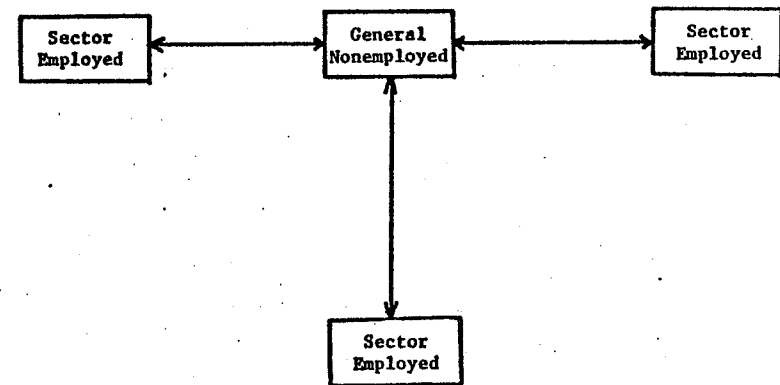 Sector
Employed
General
Nonemployed
Sector
Employed
Sector
Employed